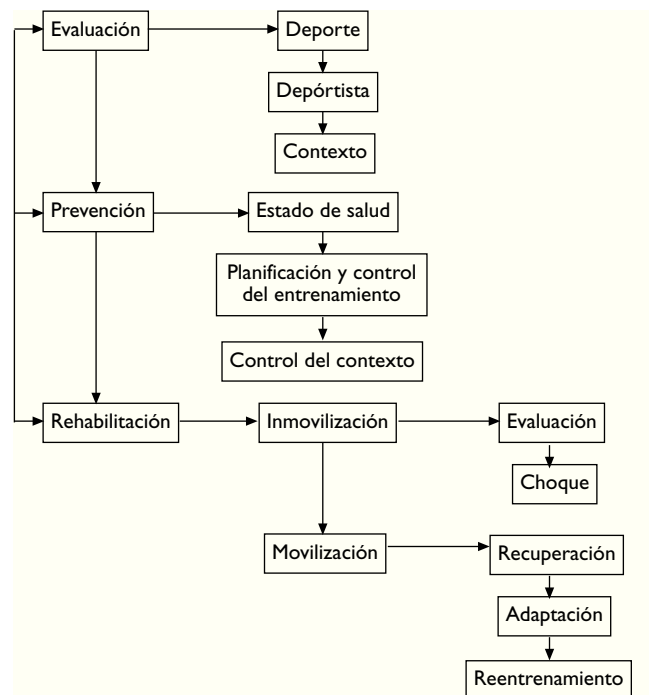 Evaluación
Deporte
Depórtista
Contexto
Prevención
Estado de salud
Planificación y control
del entrenamiento
Control del contexto
Rehabilitación
Inmovilización
Evaluación
Choque
Movilización
Recuperación
Adaptación
Reentrenamiento